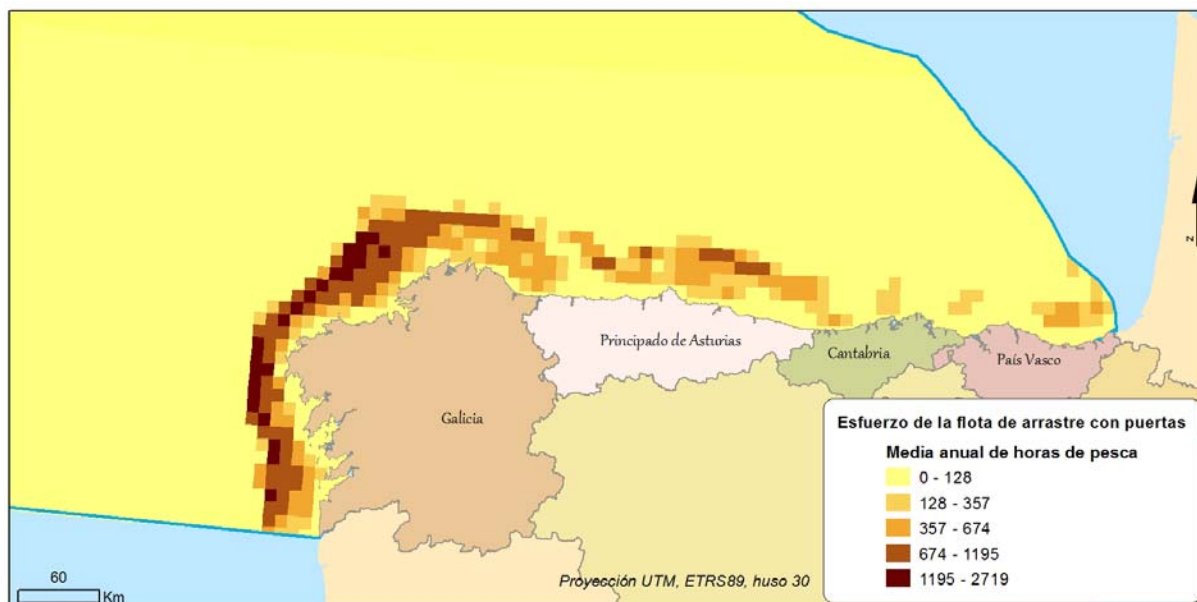 z
Principado de Asturias
Cantabria
País Vasco
Galicia
Esfuerzo de la flota de arrastre con puertas
Media anual de horas de pesca
0 - 128
128 - 357
357 - 674
674 - 1195
1195 - 2719
60
Km
Proyección UTM, ETRS89, huso 30